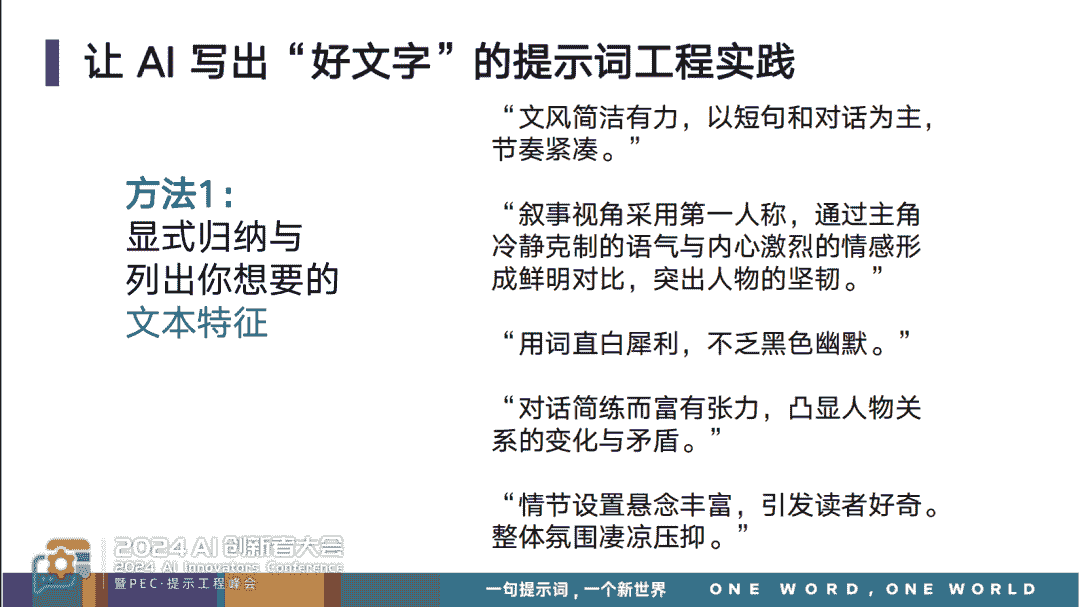 让 AI 写出“好文字”的提示词工程实践
方法1：
显式归纳与
列出你想要的
文本特征
“文风简洁有力，以短句和对话为主，
节奏紧凑。”
“叙事视角采用第一人称，通过主角
冷静克制的语气与内心激烈的情感形
成鲜明对比，突出人物的坚韧。”
“用词直白犀利，不乏黑色幽默。”
“对话简练而富有张力，凸显人物关
系的变化与矛盾。”
“情节设置悬念丰富，引发读者好奇。
整体氛围凄凉压抑。”
2024 AI 创新者大会
2024 AI Innovators Conference
暨PEC·提示工程峰会
一句提示词，一个新世界
ONE WORD, ONE WORLD